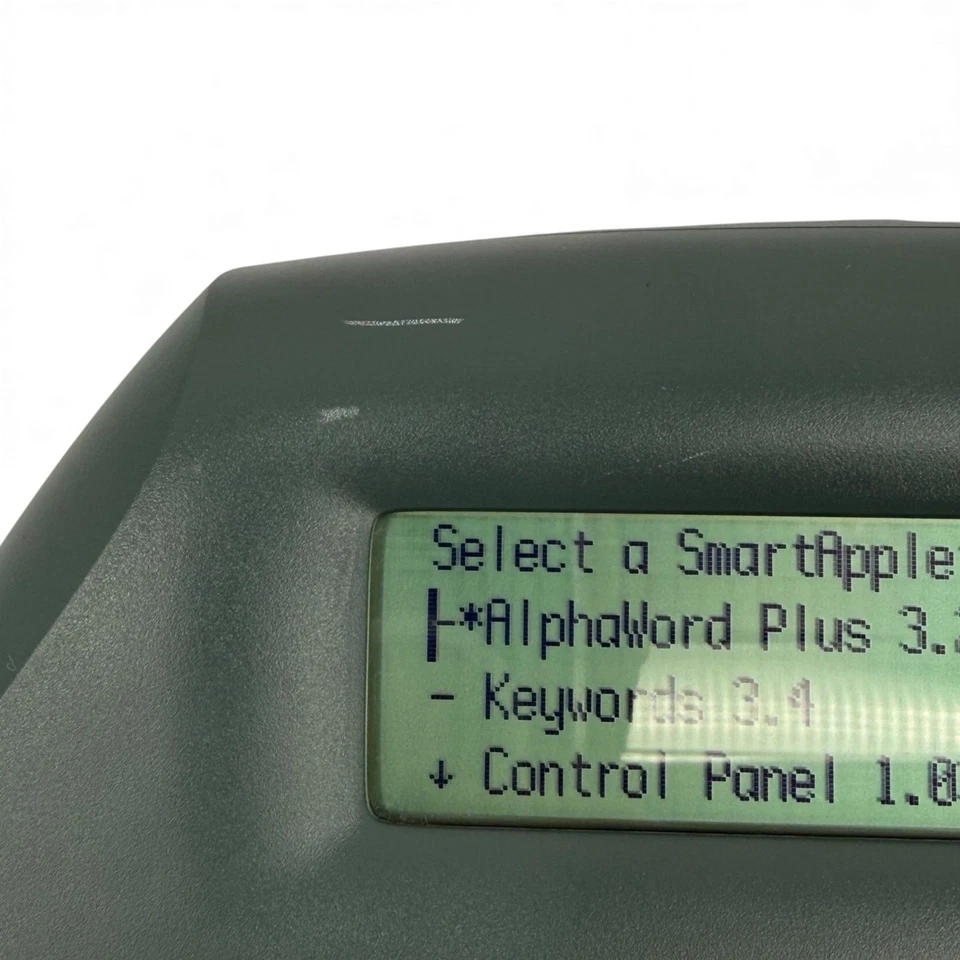 Select a SmartApple
-*AlphaWord Plus 3.
- Keywords 3.4
↓ Control Panel 1.0